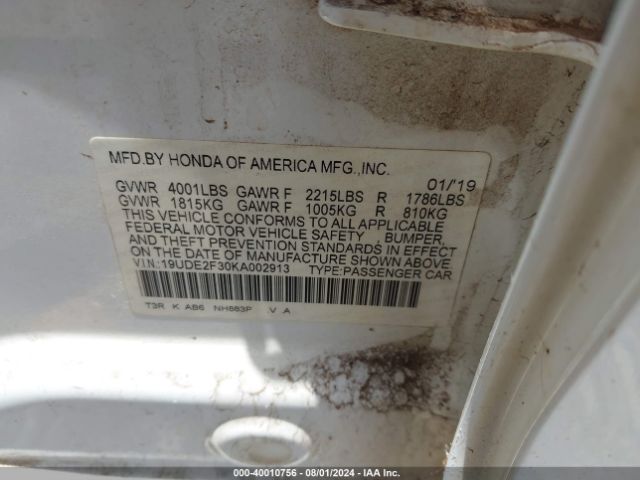 MFD.BY HONDA OF AMERICA MFG.,INC. 01/'19
GVWR 4001LBS GAWR F 2215LBS R 1786LBS
GVWR 1815KG GAWR F 1005KG R 810KG
THIS VEHICLE CONFORMS TO ALL APPLICABLE
FEDERAL MOTOR VEHICLE SAFETY , BUMPER,
AND THEFT PREVENTION STANDARDS IN EFFECT
ON THE DATE OF MANUFACTURE SHOWN ABOVE.
V.I.N:19UDE2F30KA002913 TYPE:PASSENGER CAR
T3R K AB6 NH883P .V A
000-40010756 - 08/01/2024 - IAA Inc.